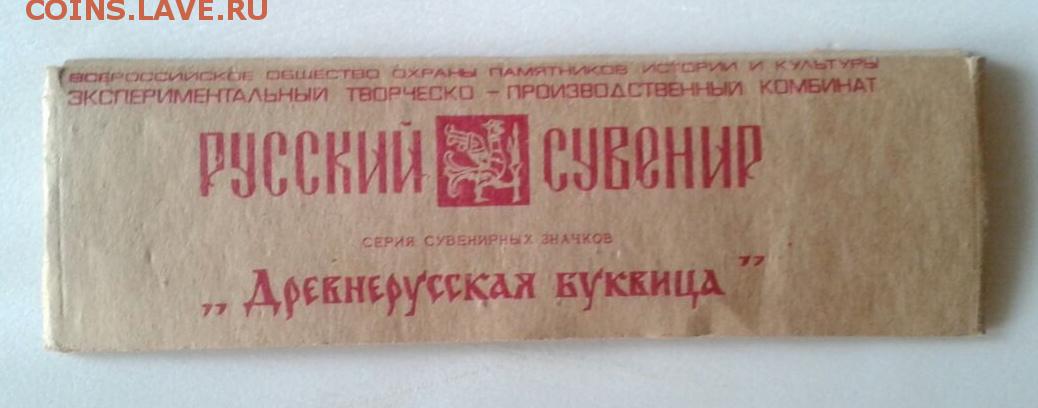 COINS.LAVE.RU
ВСЕРОССИЙСКОЕ ОБЩЕСТВО ОХРАНЫ ПАМЯТНИКОВ ИСТОРИИ И КУЛЬТУРЫ
ЭКСПЕРИМЕНТАЛЬНЫЙ ТВОРЧЕСКО – ПРОИЗВОДСТВЕННЫЙ КОМБИНАТ
РУССКИЙ СУВЕНИР
СЕРИЯ СУВЕНИРНЫХ ЗНАЧКОВ
„ Древнерусская буквица ”